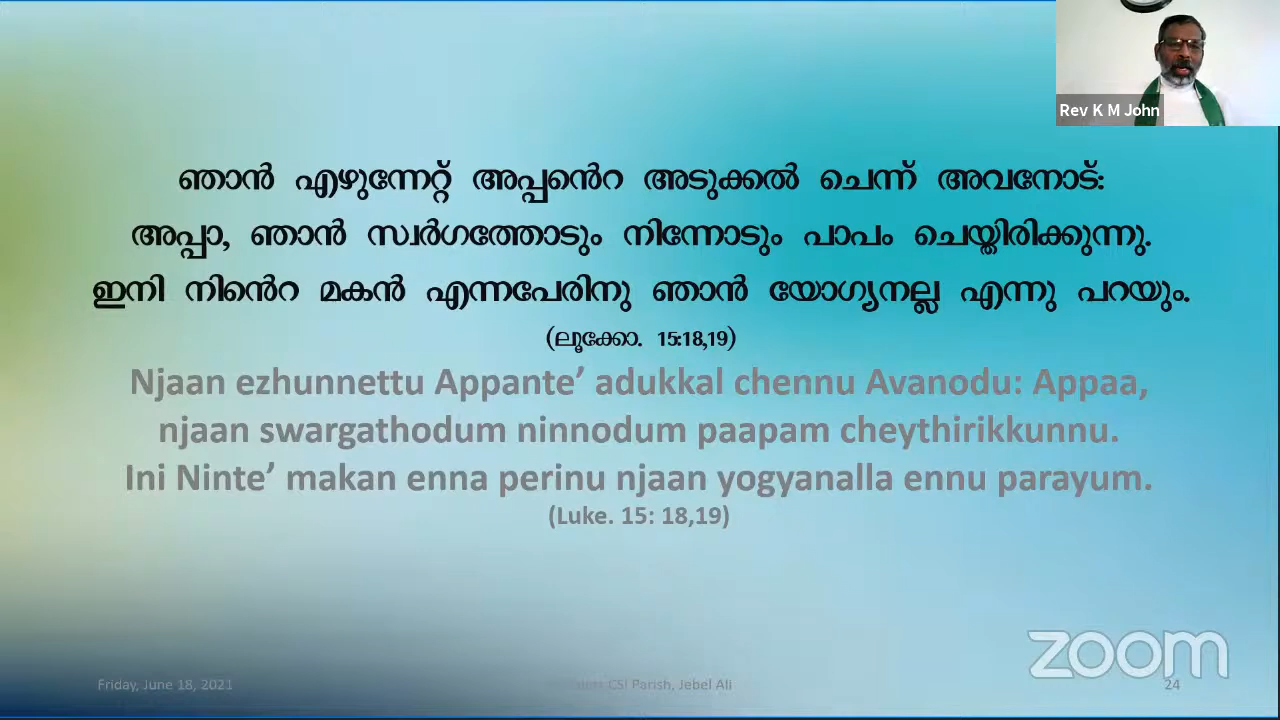 Rev K M John
ഞാൻ എഴുന്നേറ്റ് അപ്പൻെറ അടുക്കൽ ചെന്ന് അവനോട്:
അപ്പാ, ഞാൻ സ്വർഗത്തോടും നിന്നോടും പാപം ചെയ്തിരിക്കുന്നു.
ഇനി നിൻെറ മകൻ എന്നപേരിനു ഞാൻ യോഗ്യനല്ല എന്നു പറയും.
(ലൂക്കോ. 15:18,19)
Njaan ezhunnettu Appante’ adukkal chennu Avanodu: Appaa,
njaan swargathodum ninnodum paapam cheythirikkunnu.
Ini Ninte’ makan enna perinu njaan yogyanalla ennu parayum.
(Luke. 15: 18,19)
zoom
Friday, June 18, 2021
CSI Parish, Jebel Ali
24